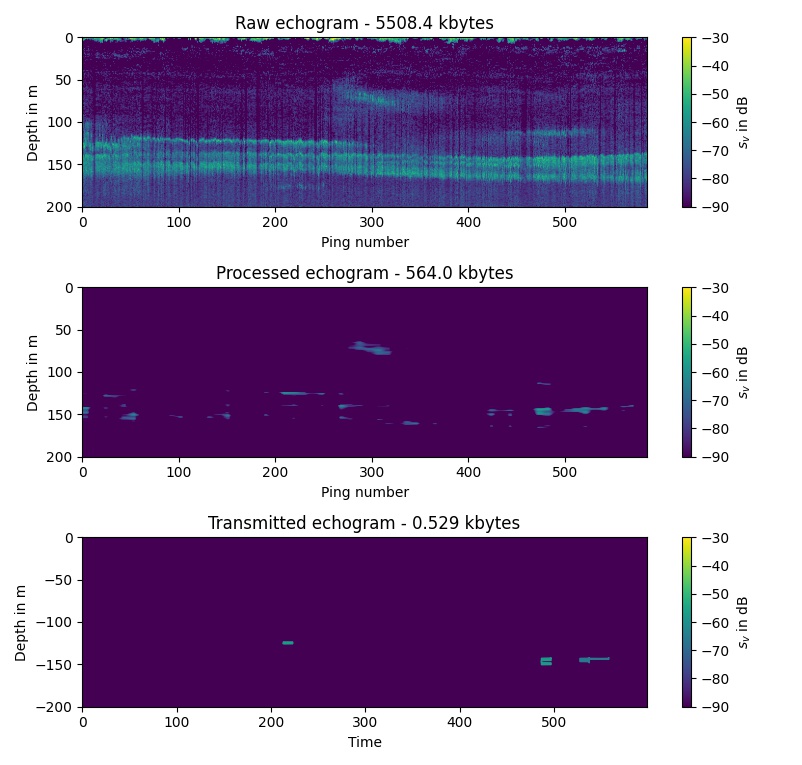 Raw echogram - 5508.4 kbytes
0
50
100
150
200
Depth in m
0 100 200 300 400 500
Ping number
−30
−40
−50
−60
−70
−80
−90
sᵥ in dB
Processed echogram - 564.0 kbytes
0
50
100
150
200
Depth in m
0 100 200 300 400 500
Ping number
−30
−40
−50
−60
−70
−80
−90
sᵥ in dB
Transmitted echogram - 0.529 kbytes
0
−50
−100
−150
−200
Depth in m
0 100 200 300 400 500
Time
−30
−40
−50
−60
−70
−80
−90
sᵥ in dB